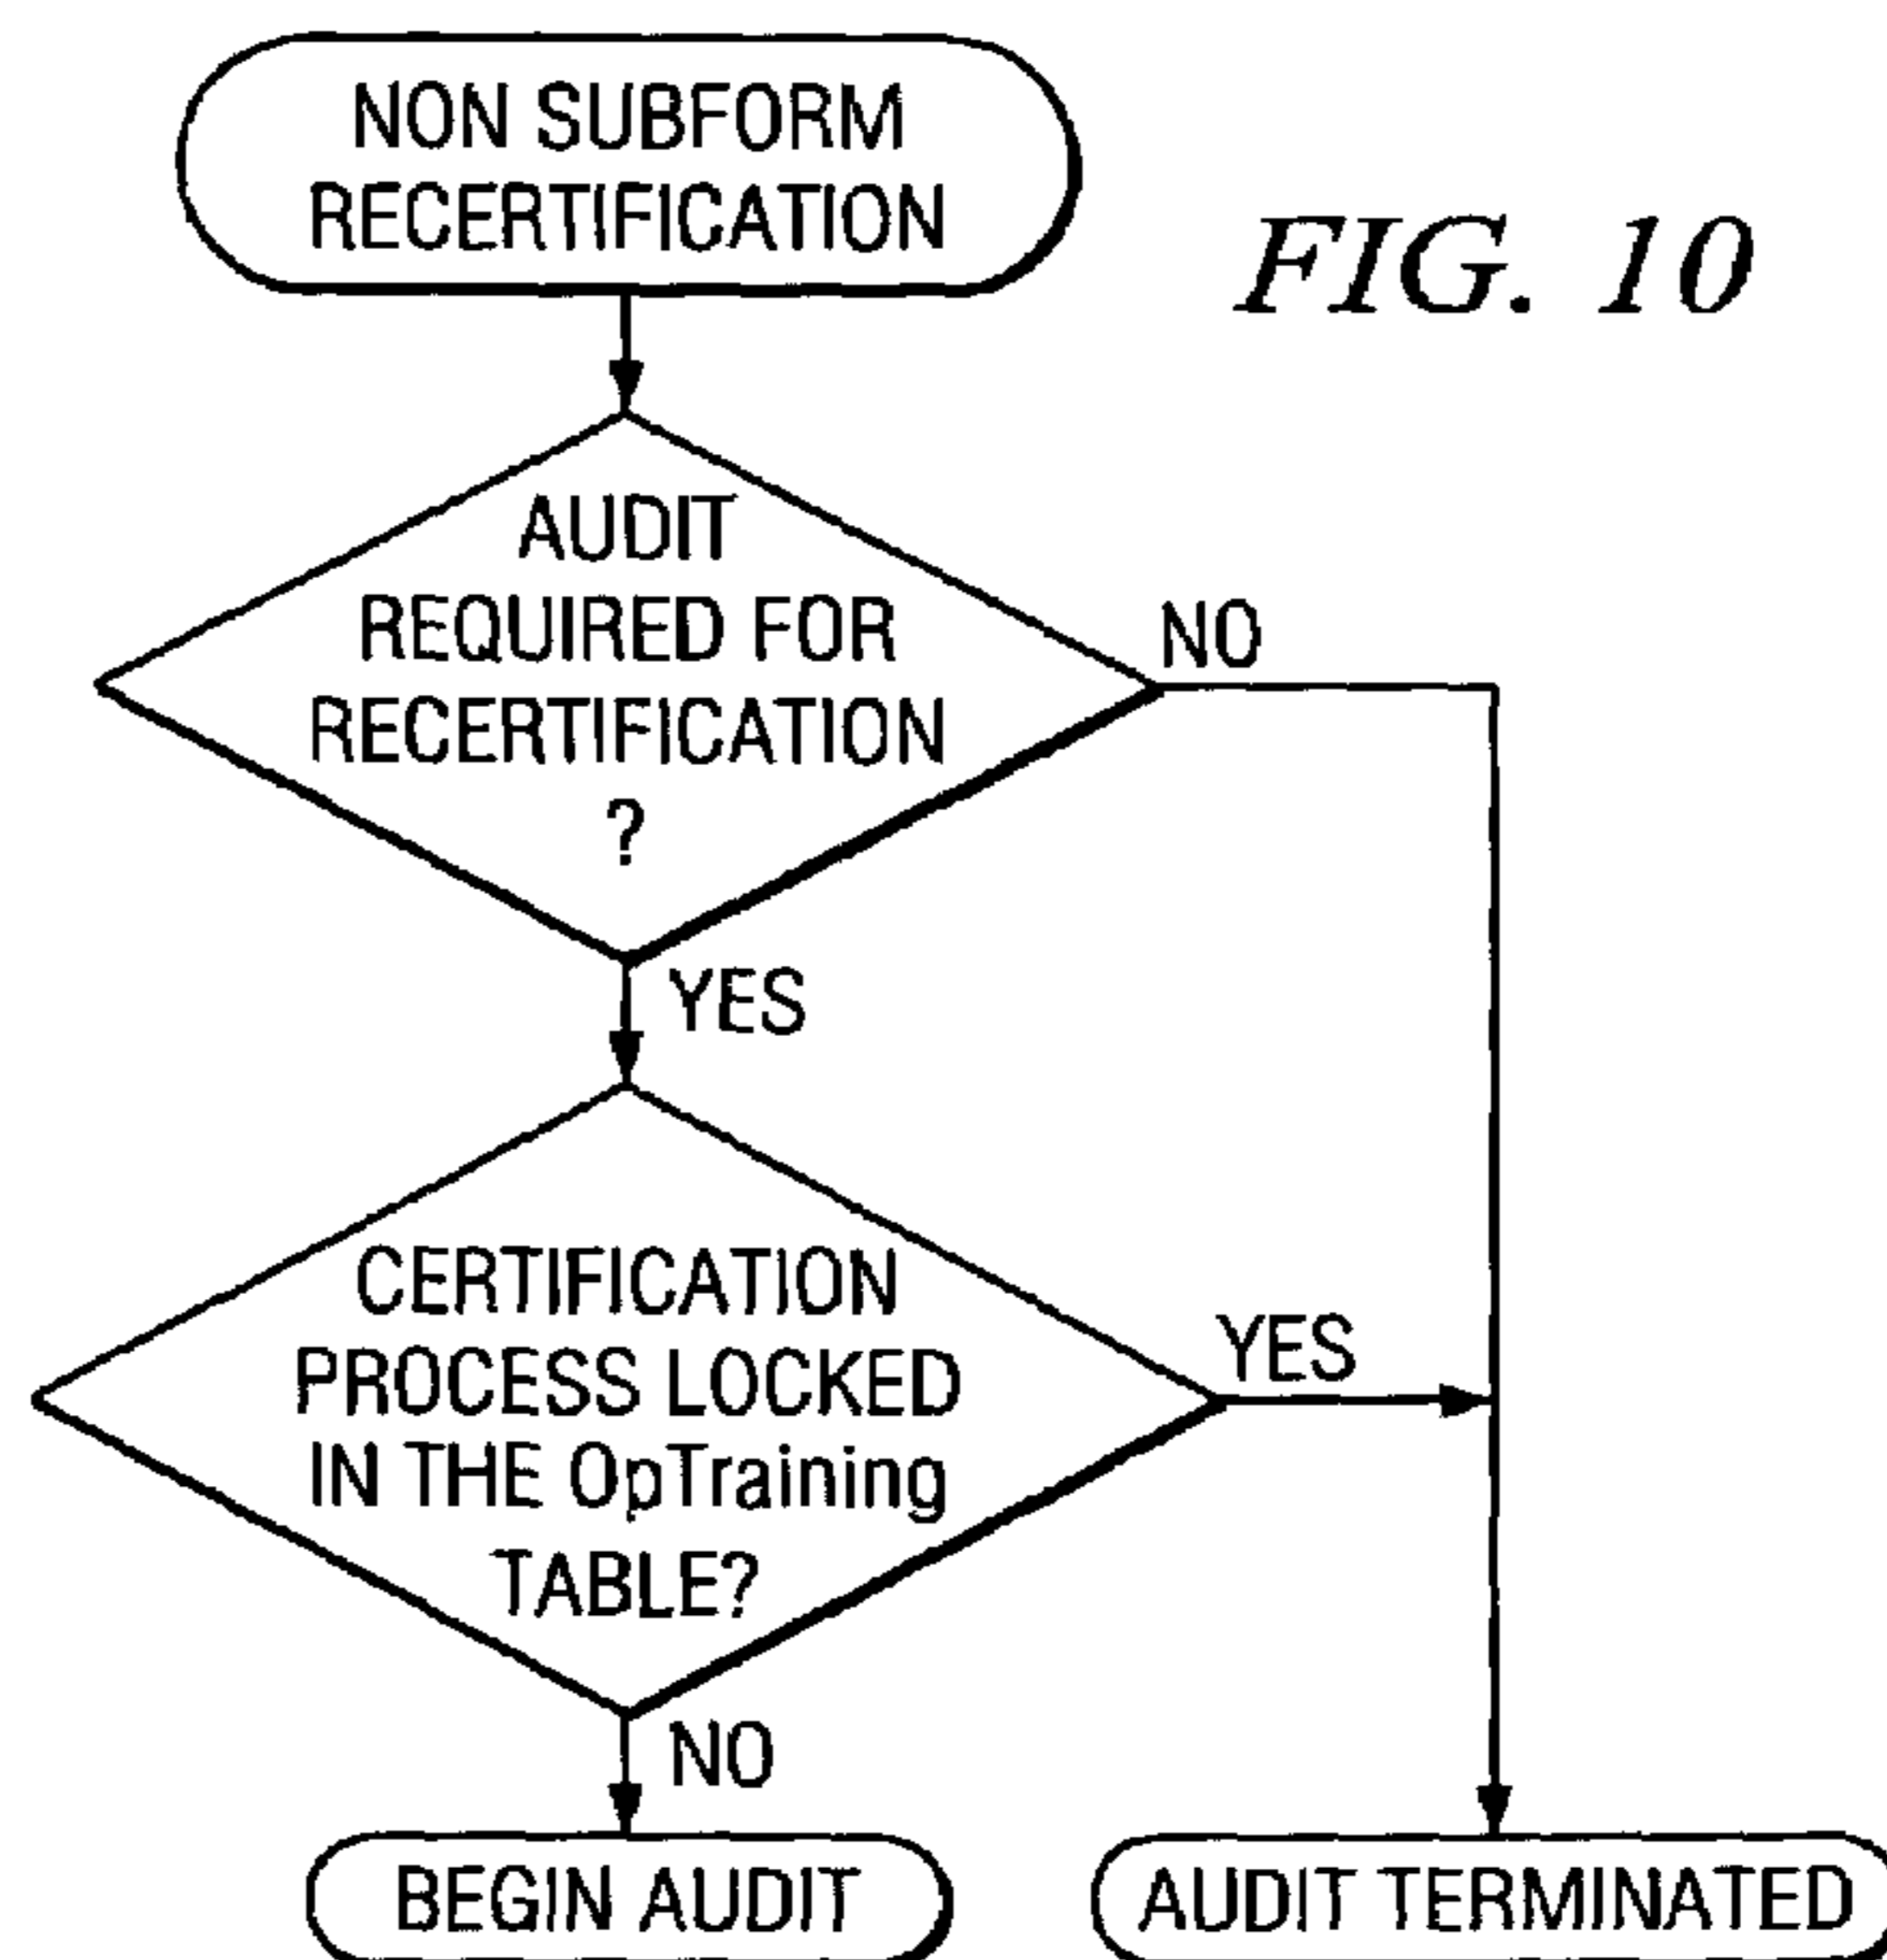 NON SUBFORM
RECERTIFICATION
FIG. 10
AUDIT
REQUIRED FOR
RECERTIFICATION
?
NO
YES
CERTIFICATION
PROCESS LOCKED
IN THE OpTraining
TABLE?
YES
NO
BEGIN AUDIT
AUDIT TERMINATED